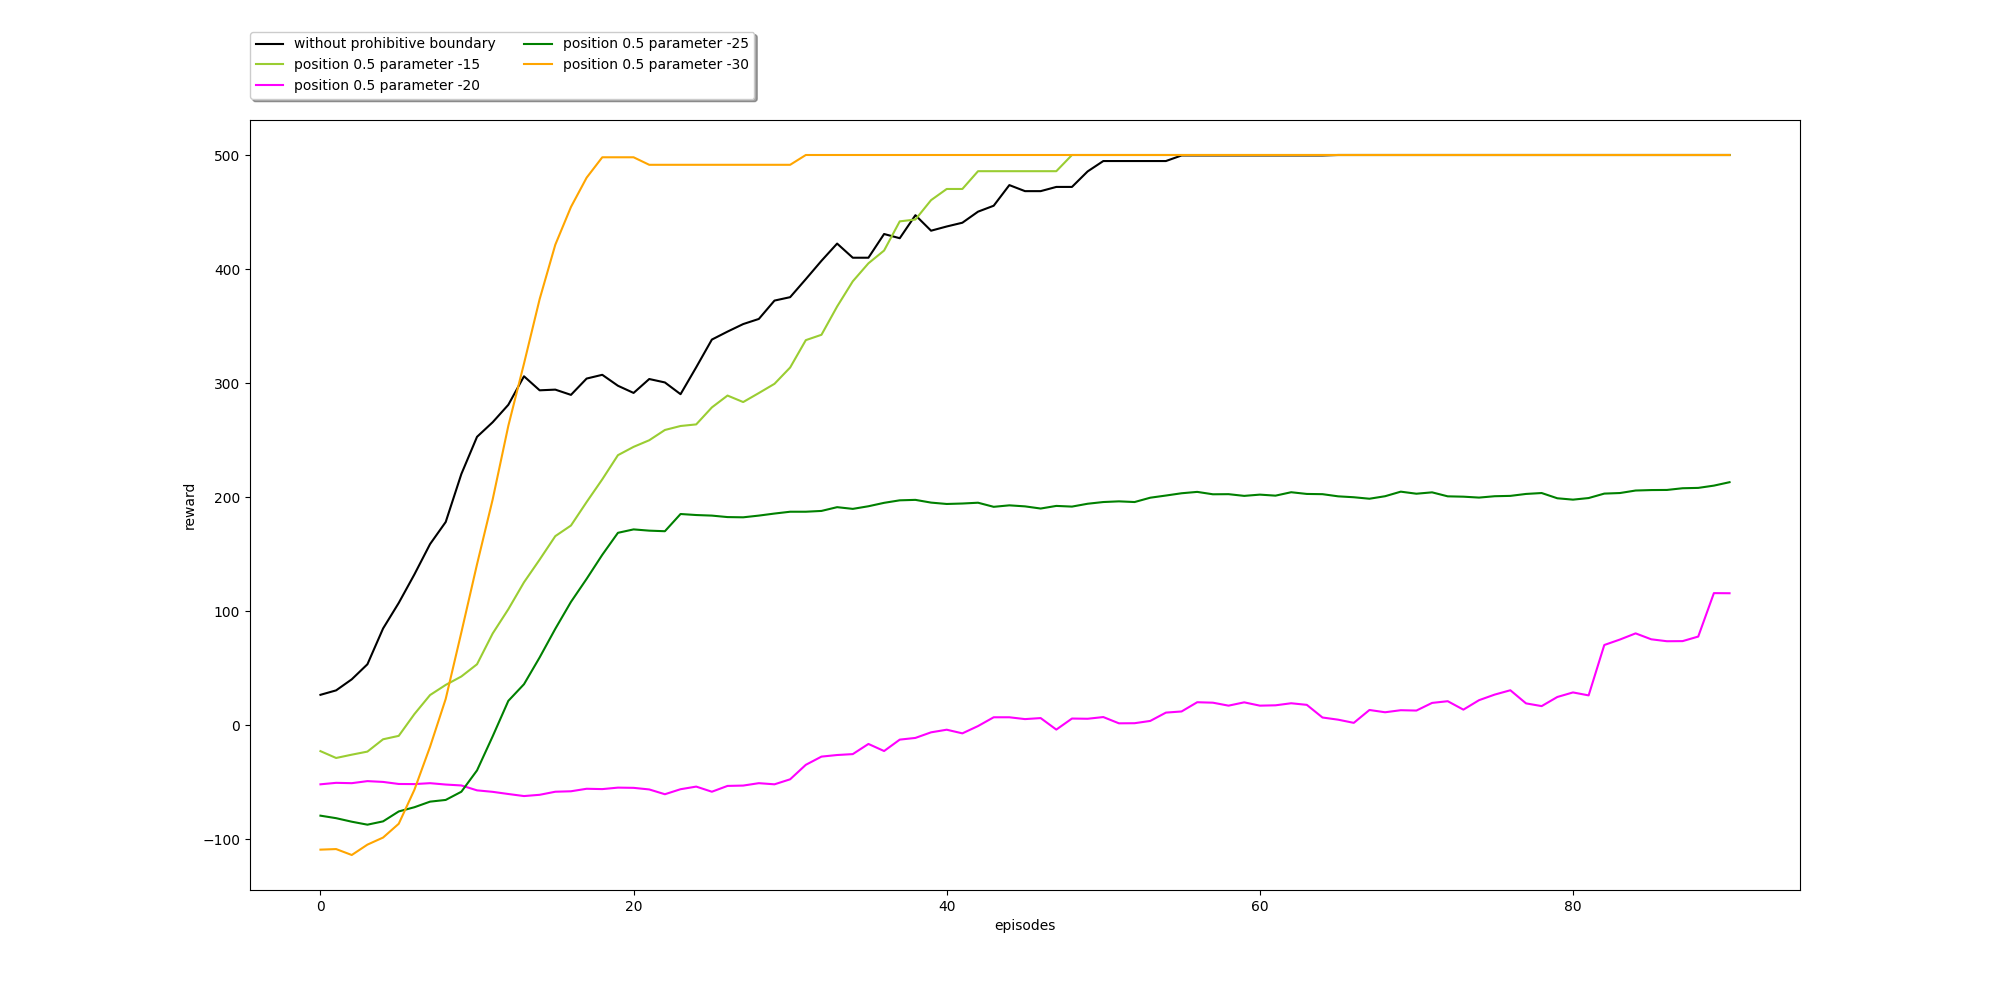 without prohibitive boundary
position 0.5 parameter -15
position 0.5 parameter -20
position 0.5 parameter -25
position 0.5 parameter -30
500
400
300
200
100
0
−100
reward
0 20 40 60 80
episodes